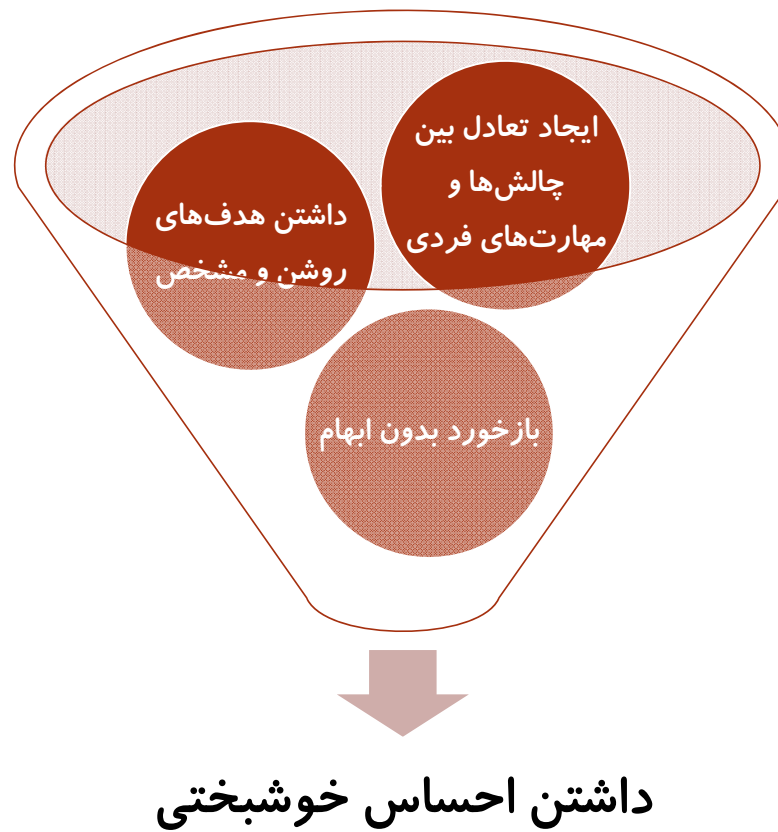 ایجاد تعادل بین
چالش‌ها و
مهارت‌های فردی
داشتن هدف‌های
روشن و مشخص
بازخورد بدون ابهام
داشتن احساس خوشبختی